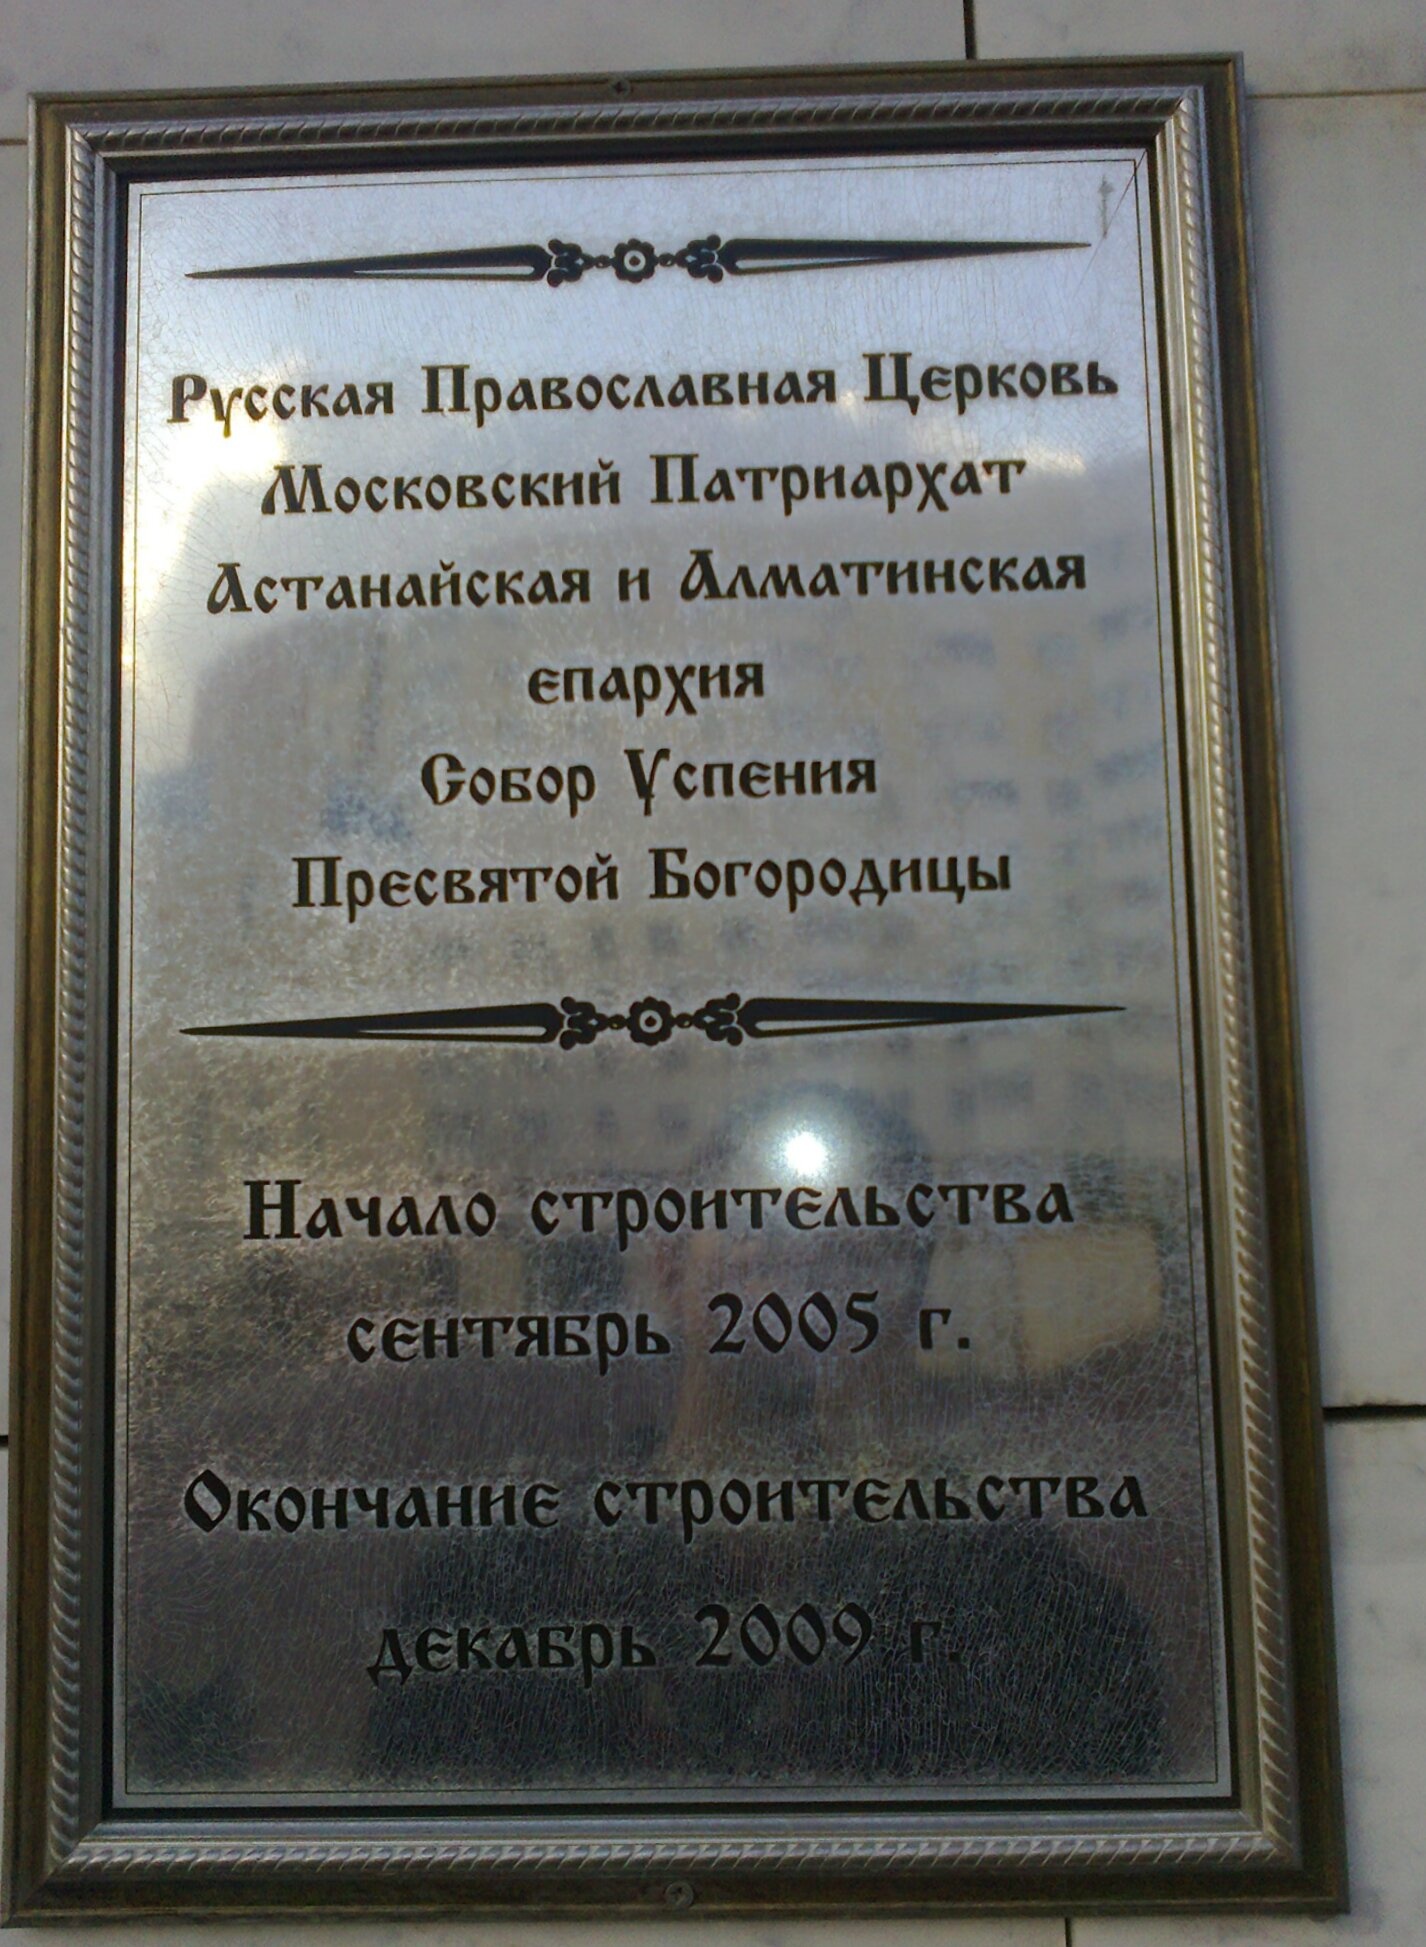 Русская Православная Церковь
Московский Патриархат
Астанайская и Алматинская
епархия
Собор Успения
Пресвятой Богородицы
Начало строительства
сентябрь 2005 г.
Окончание строительства
декабрь 2009 г.